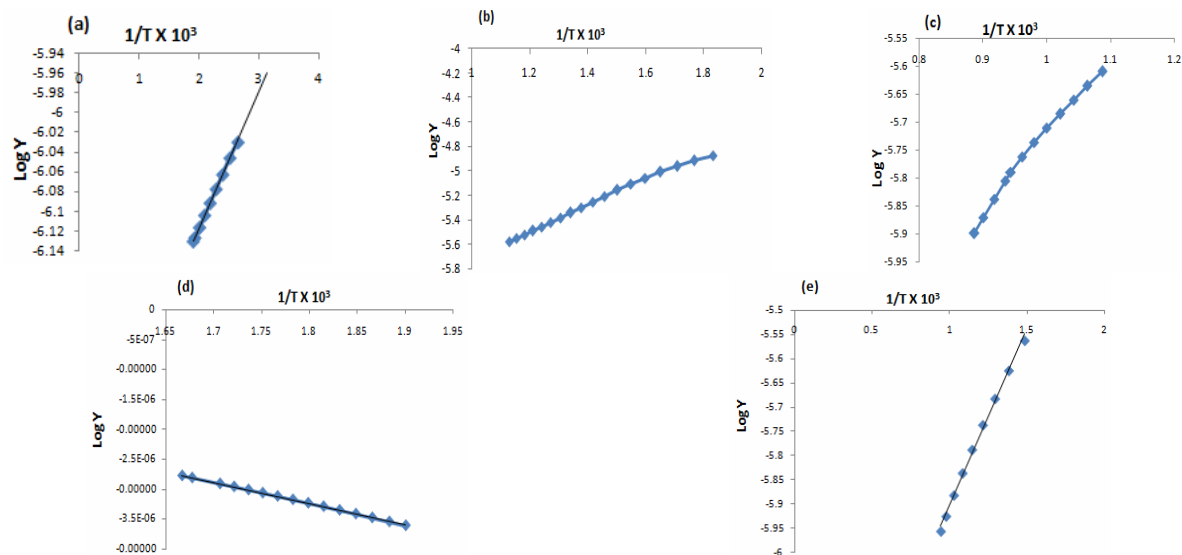 (a)
1/T X 10³
-5.94
0 1 2 3 4
-5.96
-5.98
-6
-6.02
-6.04
-6.06
-6.08
-6.1
-6.12
-6.14
Log Y
(b)
1/T X 10³
-4
1 1.2 1.4 1.6 1.8 2
-4.2
-4.4
-4.6
-4.8
-5
-5.2
-5.4
-5.6
-5.8
Log Y
(c)
1/T X 10³
-5.55
0.8 0.9 1 1.1 1.2
-5.6
-5.65
-5.7
-5.75
-5.8
-5.85
-5.9
-5.95
Log Y
(d)
1/T X 10³
0
1.65 1.7 1.75 1.8 1.85 1.9 1.95
-5E-07
-0.00000
-1.5E-06
-0.00000
-2.5E-06
-0.00000
-3.5E-06
-0.00000
Log Y
(e)
1/T X 10³
-5.5
0 0.5 1 1.5 2
-5.55
-5.6
-5.65
-5.7
-5.75
-5.8
-5.85
-5.9
-5.95
-6
Log Y